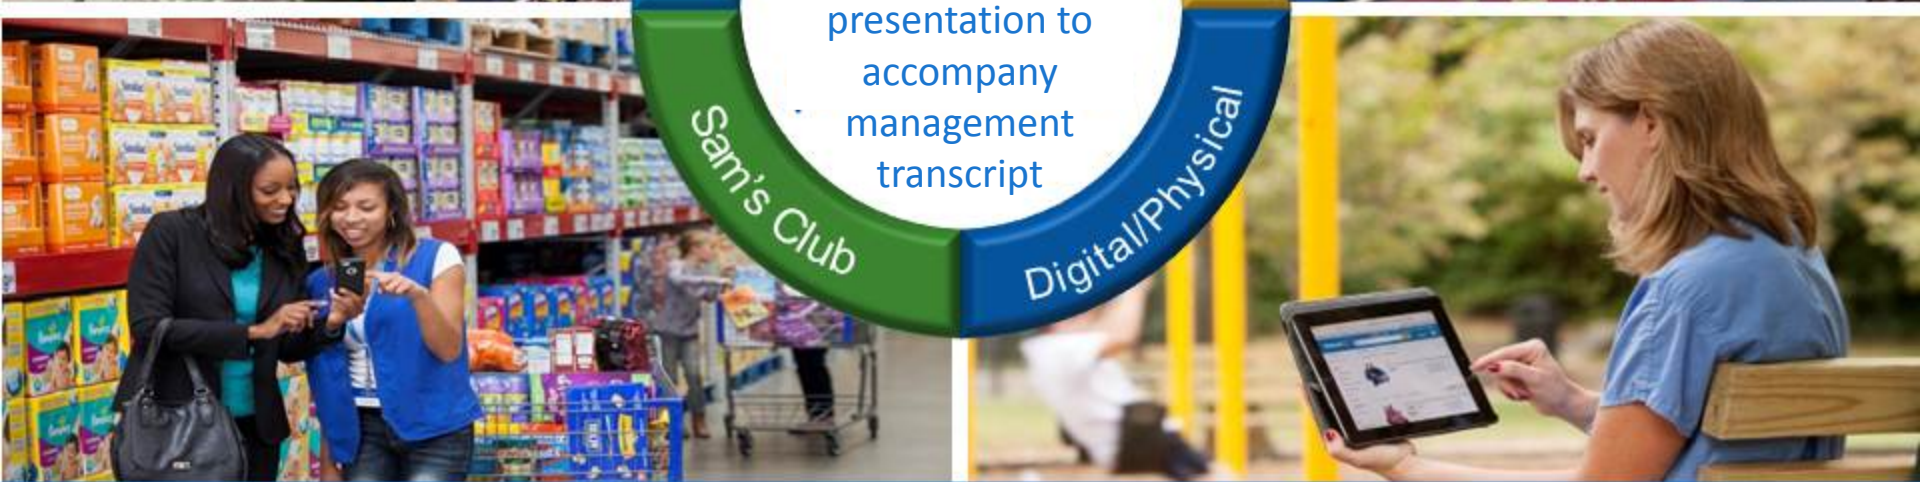 presentation to
accompany
management
transcript
Sam's Club
Digital/Physical